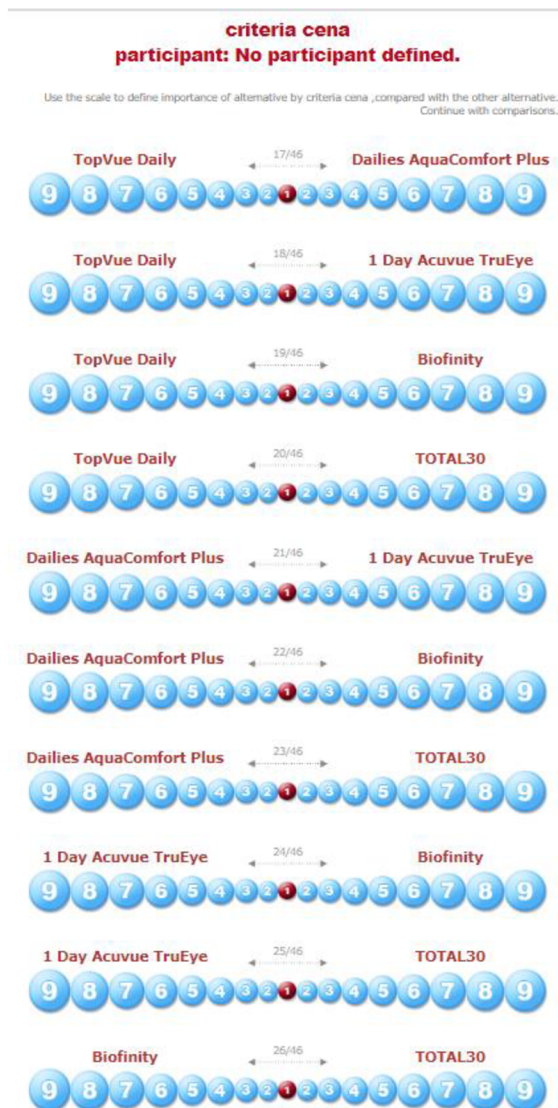 criteria cena
participant: No participant defined.
Use the scale to define importance of alternative by criteria cena ,compared with the other alternative.
Continue with comparisons.
TopVue Daily 17/46 Dailies AquaComfort Plus
9 8 7 6 5 4 3 2 1 2 3 4 5 6 7 8 9
TopVue Daily 18/46 1 Day Acuvue TruEye
9 8 7 6 5 4 3 2 1 2 3 4 5 6 7 8 9
TopVue Daily 19/46 Biofinity
9 8 7 6 5 4 3 2 1 2 3 4 5 6 7 8 9
TopVue Daily 20/46 TOTAL30
9 8 7 6 5 4 3 2 1 2 3 4 5 6 7 8 9
Dailies AquaComfort Plus 21/46 1 Day Acuvue TruEye
9 8 7 6 5 4 3 2 1 2 3 4 5 6 7 8 9
Dailies AquaComfort Plus 22/46 Biofinity
9 8 7 6 5 4 3 2 1 2 3 4 5 6 7 8 9
Dailies AquaComfort Plus 23/46 TOTAL30
9 8 7 6 5 4 3 2 1 2 3 4 5 6 7 8 9
1 Day Acuvue TruEye 24/46 Biofinity
9 8 7 6 5 4 3 2 1 2 3 4 5 6 7 8 9
1 Day Acuvue TruEye 25/46 TOTAL30
9 8 7 6 5 4 3 2 1 2 3 4 5 6 7 8 9
Biofinity 26/46 TOTAL30
9 8 7 6 5 4 3 2 1 2 3 4 5 6 7 8 9